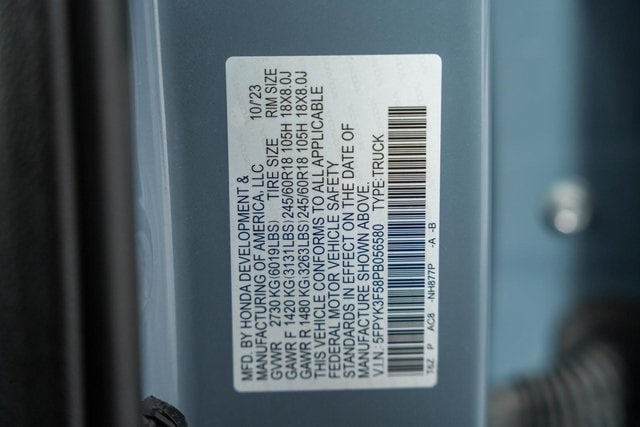 MFD. BY HONDA DEVELOPMENT &
MANUFACTURING OF AMERICA, LLC 10/23
GVWR 2730 KG(6019LBS) TIRE SIZE RIM SIZE
GAWR F 1420 KG(3131LBS) 245/60R18 105H 18X8.0J
GAWR R 1480 KG(3263LBS) 245/60R18 105H 18X8.0J
THIS VEHICLE CONFORMS TO ALL APPLICABLE
FEDERAL MOTOR VEHICLE SAFETY
STANDARDS IN EFFECT ON THE DATE OF
MANUFACTURE SHOWN ABOVE.
V.I.N.: 5FPYK3F58PB056580 TYPE:TRUCK
T6Z P AC8 -NH877P -A -B